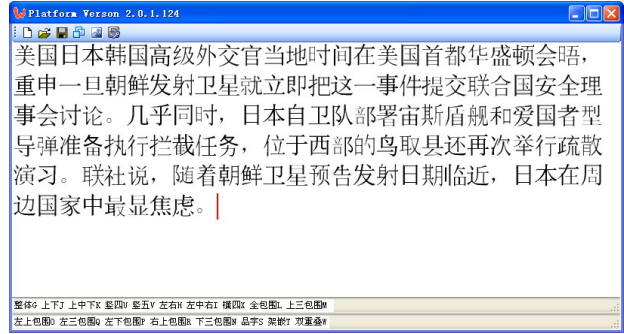 Platform Verson 2.0.1.124
美国日本韩国高级外交官当地时间在美国首都华盛顿会晤，
重申一旦朝鲜发射卫星就立即把这一事件提交联合国安全理
事会讨论。几乎同时，日本自卫队部署宙斯盾舰和爱国者型
导弹准备执行拦截任务，位于西部的鸟取县还再次举行疏散
演习。联社说，随着朝鲜卫星预告发射日期临近，日本在周
边国家中最显焦虑。
整体G 上下J 上中下K 竖四U 竖五V 左右H 左中右I 横四X 全包围L 上三包围M
左上包围O 左三包围Q 左下包围P 右上包围R 下三包围N 品字S 架嵌T 双重叠W